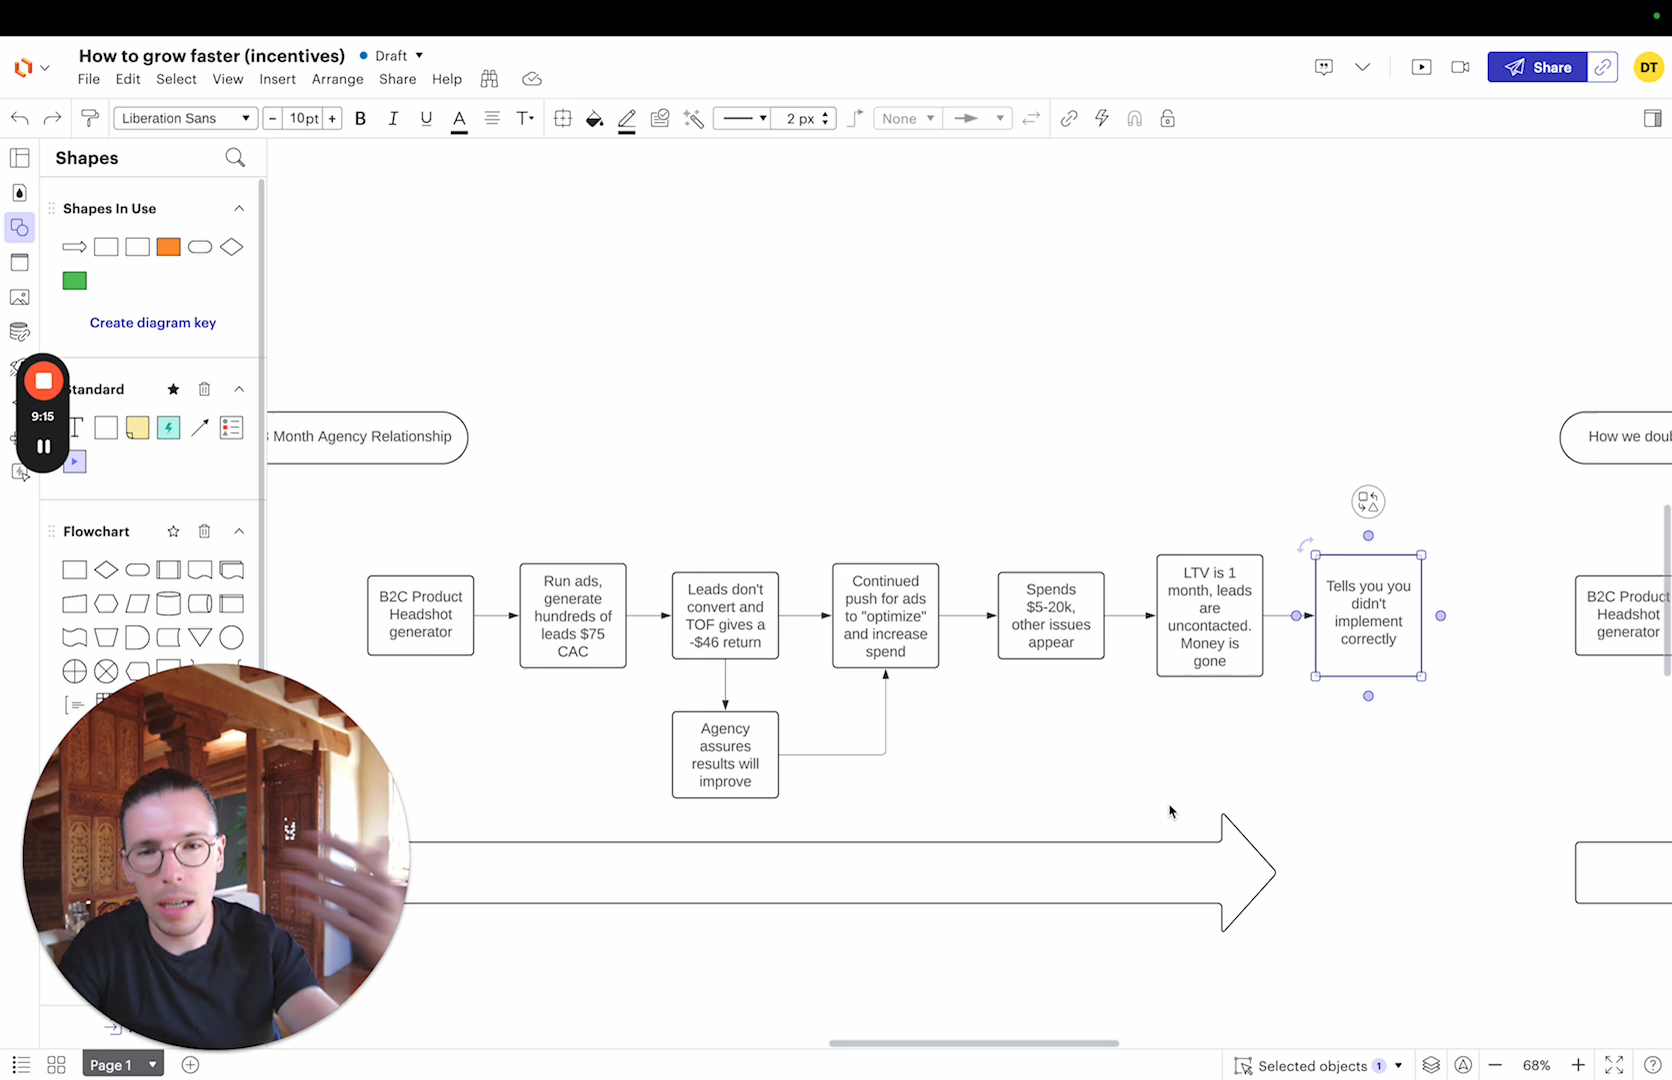 How to grow faster (incentives)
Draft
File Edit Select View Insert Arrange Share Help
Share
DT
Liberation Sans
- 10pt +
B I U A T
2 px
None
Shapes
Shapes In Use
Create diagram key
Standard
T
9:15
Flowchart
Month Agency Relationship
How we doub
B2C Product
Headshot
generator
Run ads,
generate
hundreds of
leads $75
CAC
Leads don't
convert and
TOF gives a
-$46 return
Continued
push for ads
to "optimize"
and increase
spend
Spends
$5-20k,
other issues
appear
LTV is 1
month, leads
are
uncontacted.
Money is
gone
Tells you you
didn't
implement
correctly
B2C Product
Headshot
generator
Agency
assures
results will
improve
Page 1
Selected objects 1
68%